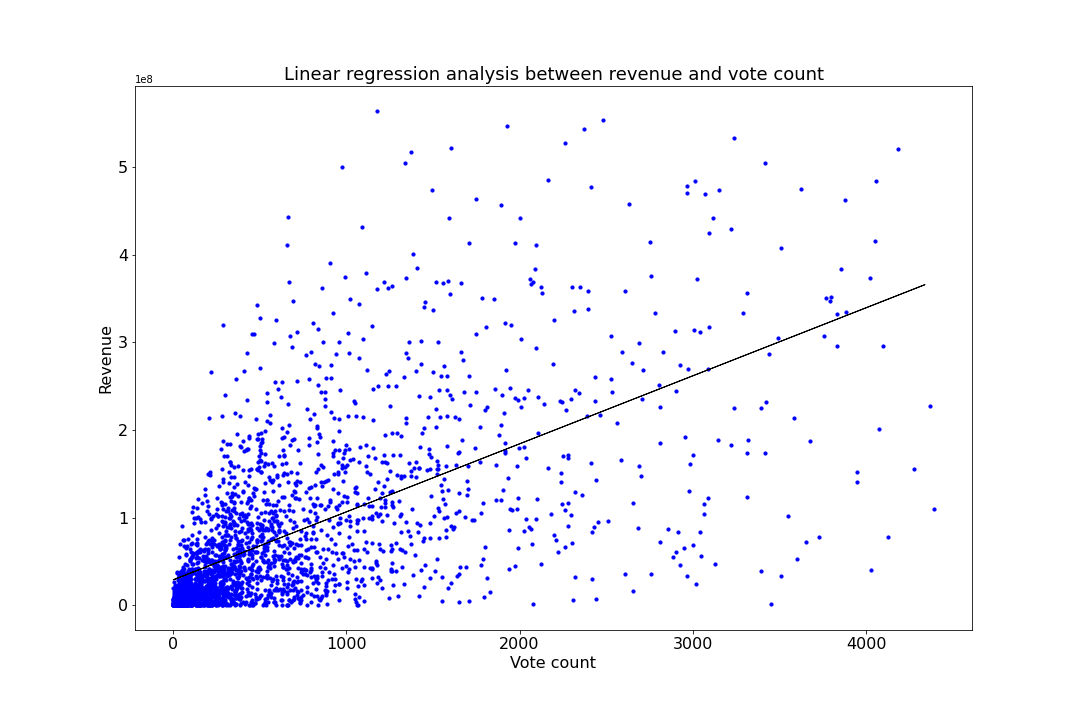 Linear regression analysis between revenue and vote count
1e8
5
4
3
2
1
0
Revenue
0 1000 2000 3000 4000
Vote count